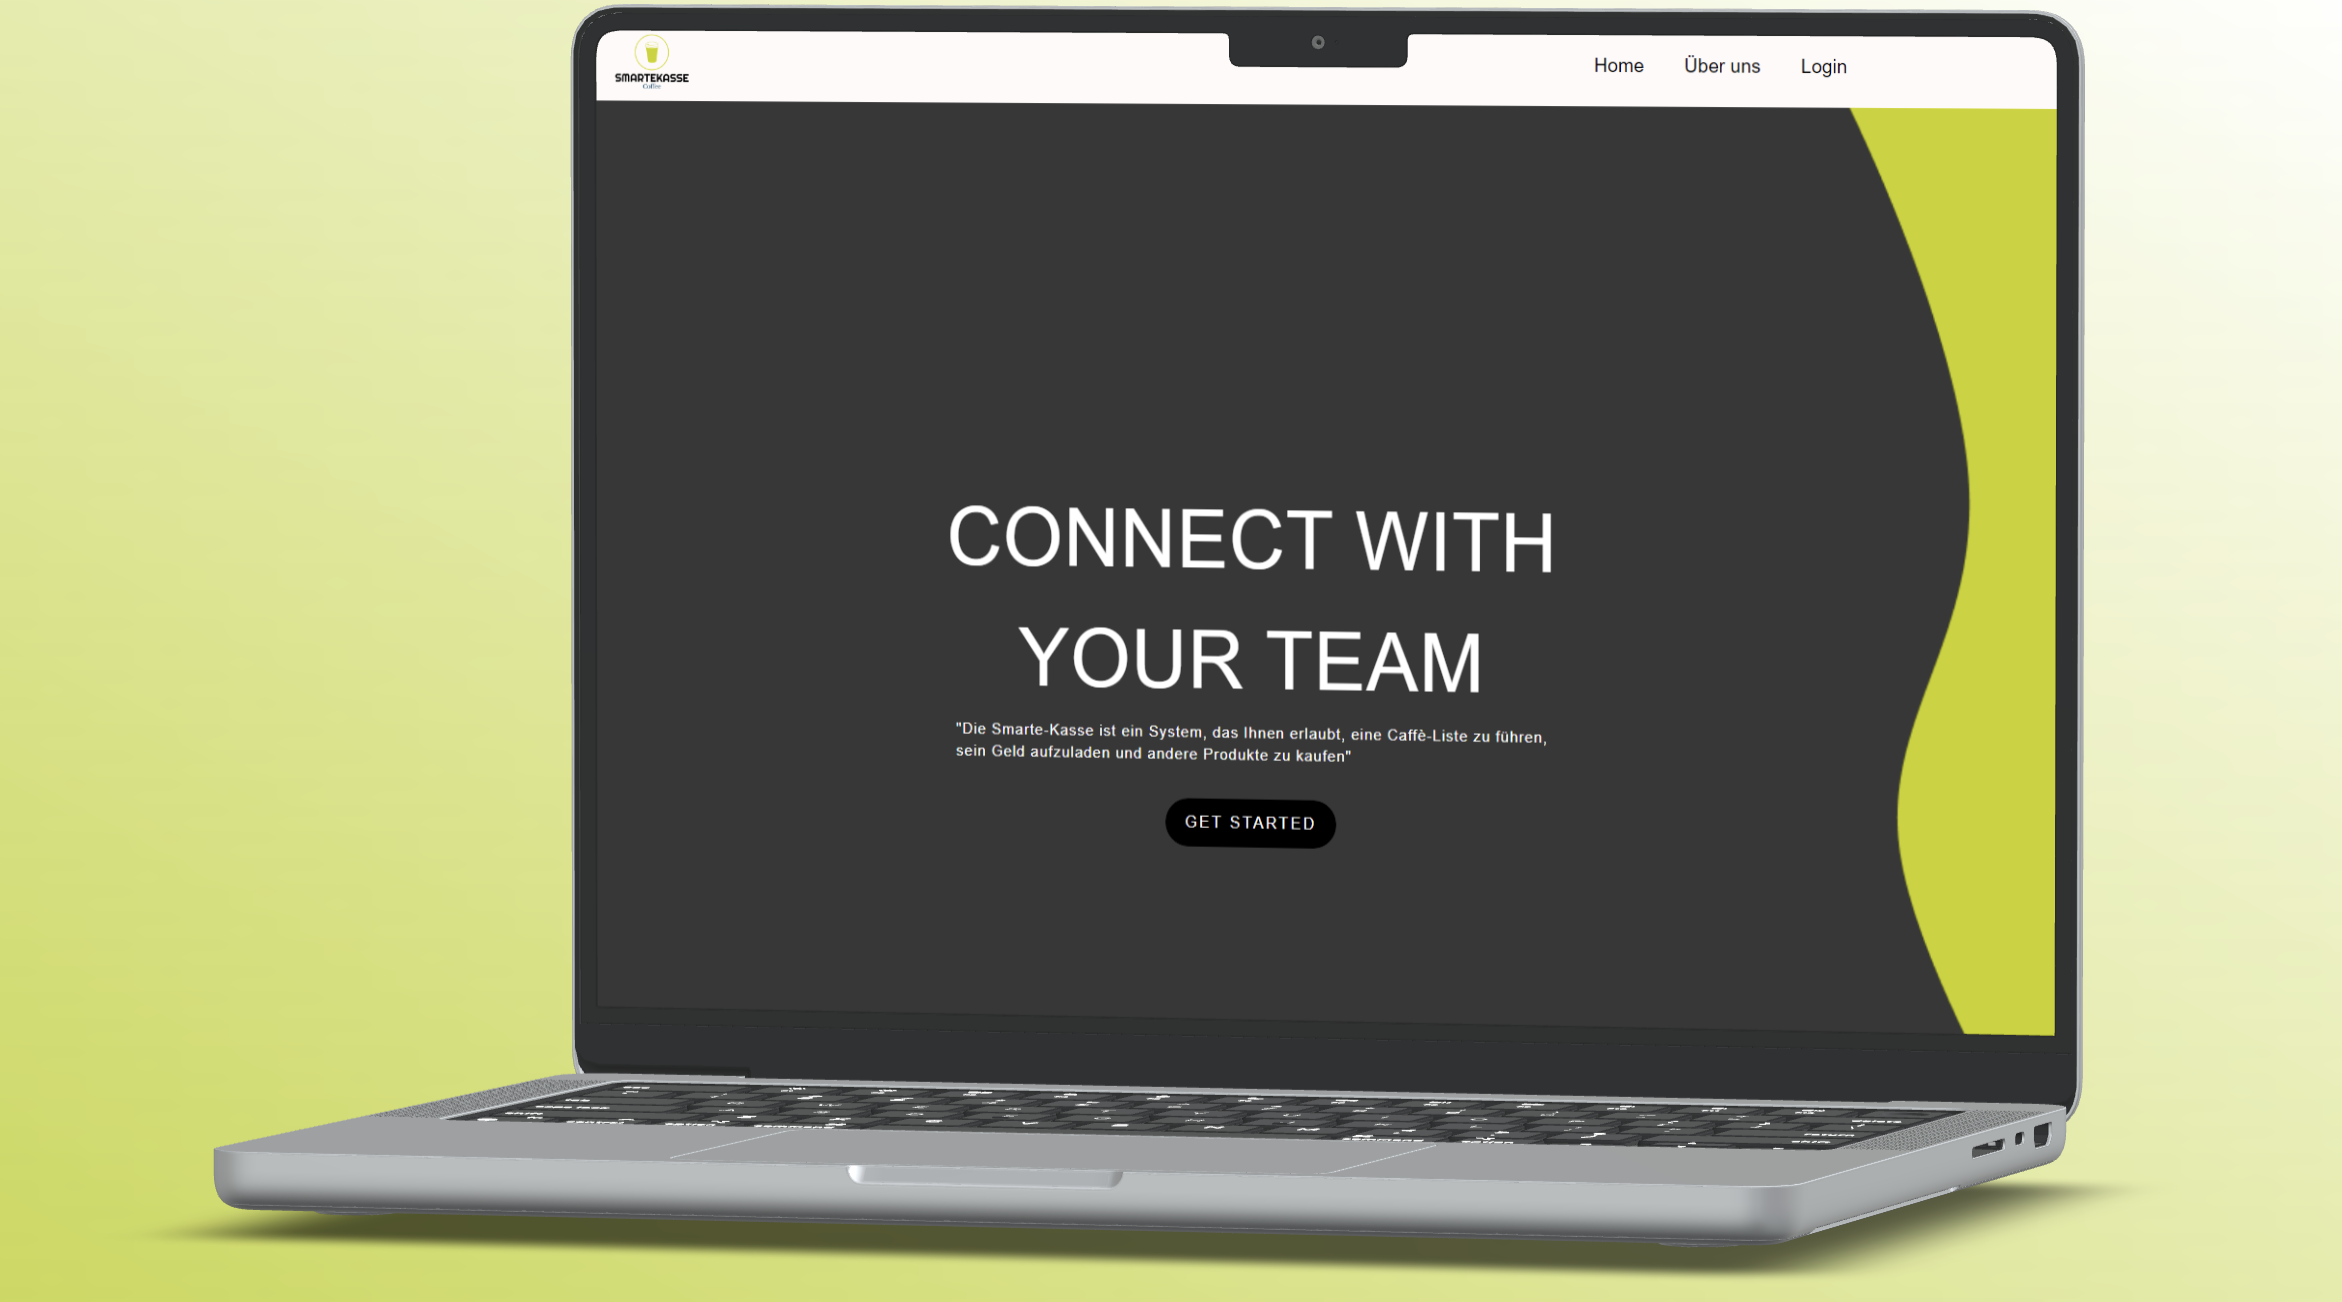 SMARTEKASSE
Coffee
Home
Über uns
Login
CONNECT WITH
YOUR TEAM
"Die Smarte-Kasse ist ein System, das Ihnen erlaubt, eine Caffè-Liste zu führen,
sein Geld aufzuladen und andere Produkte zu kaufen"
GET STARTED